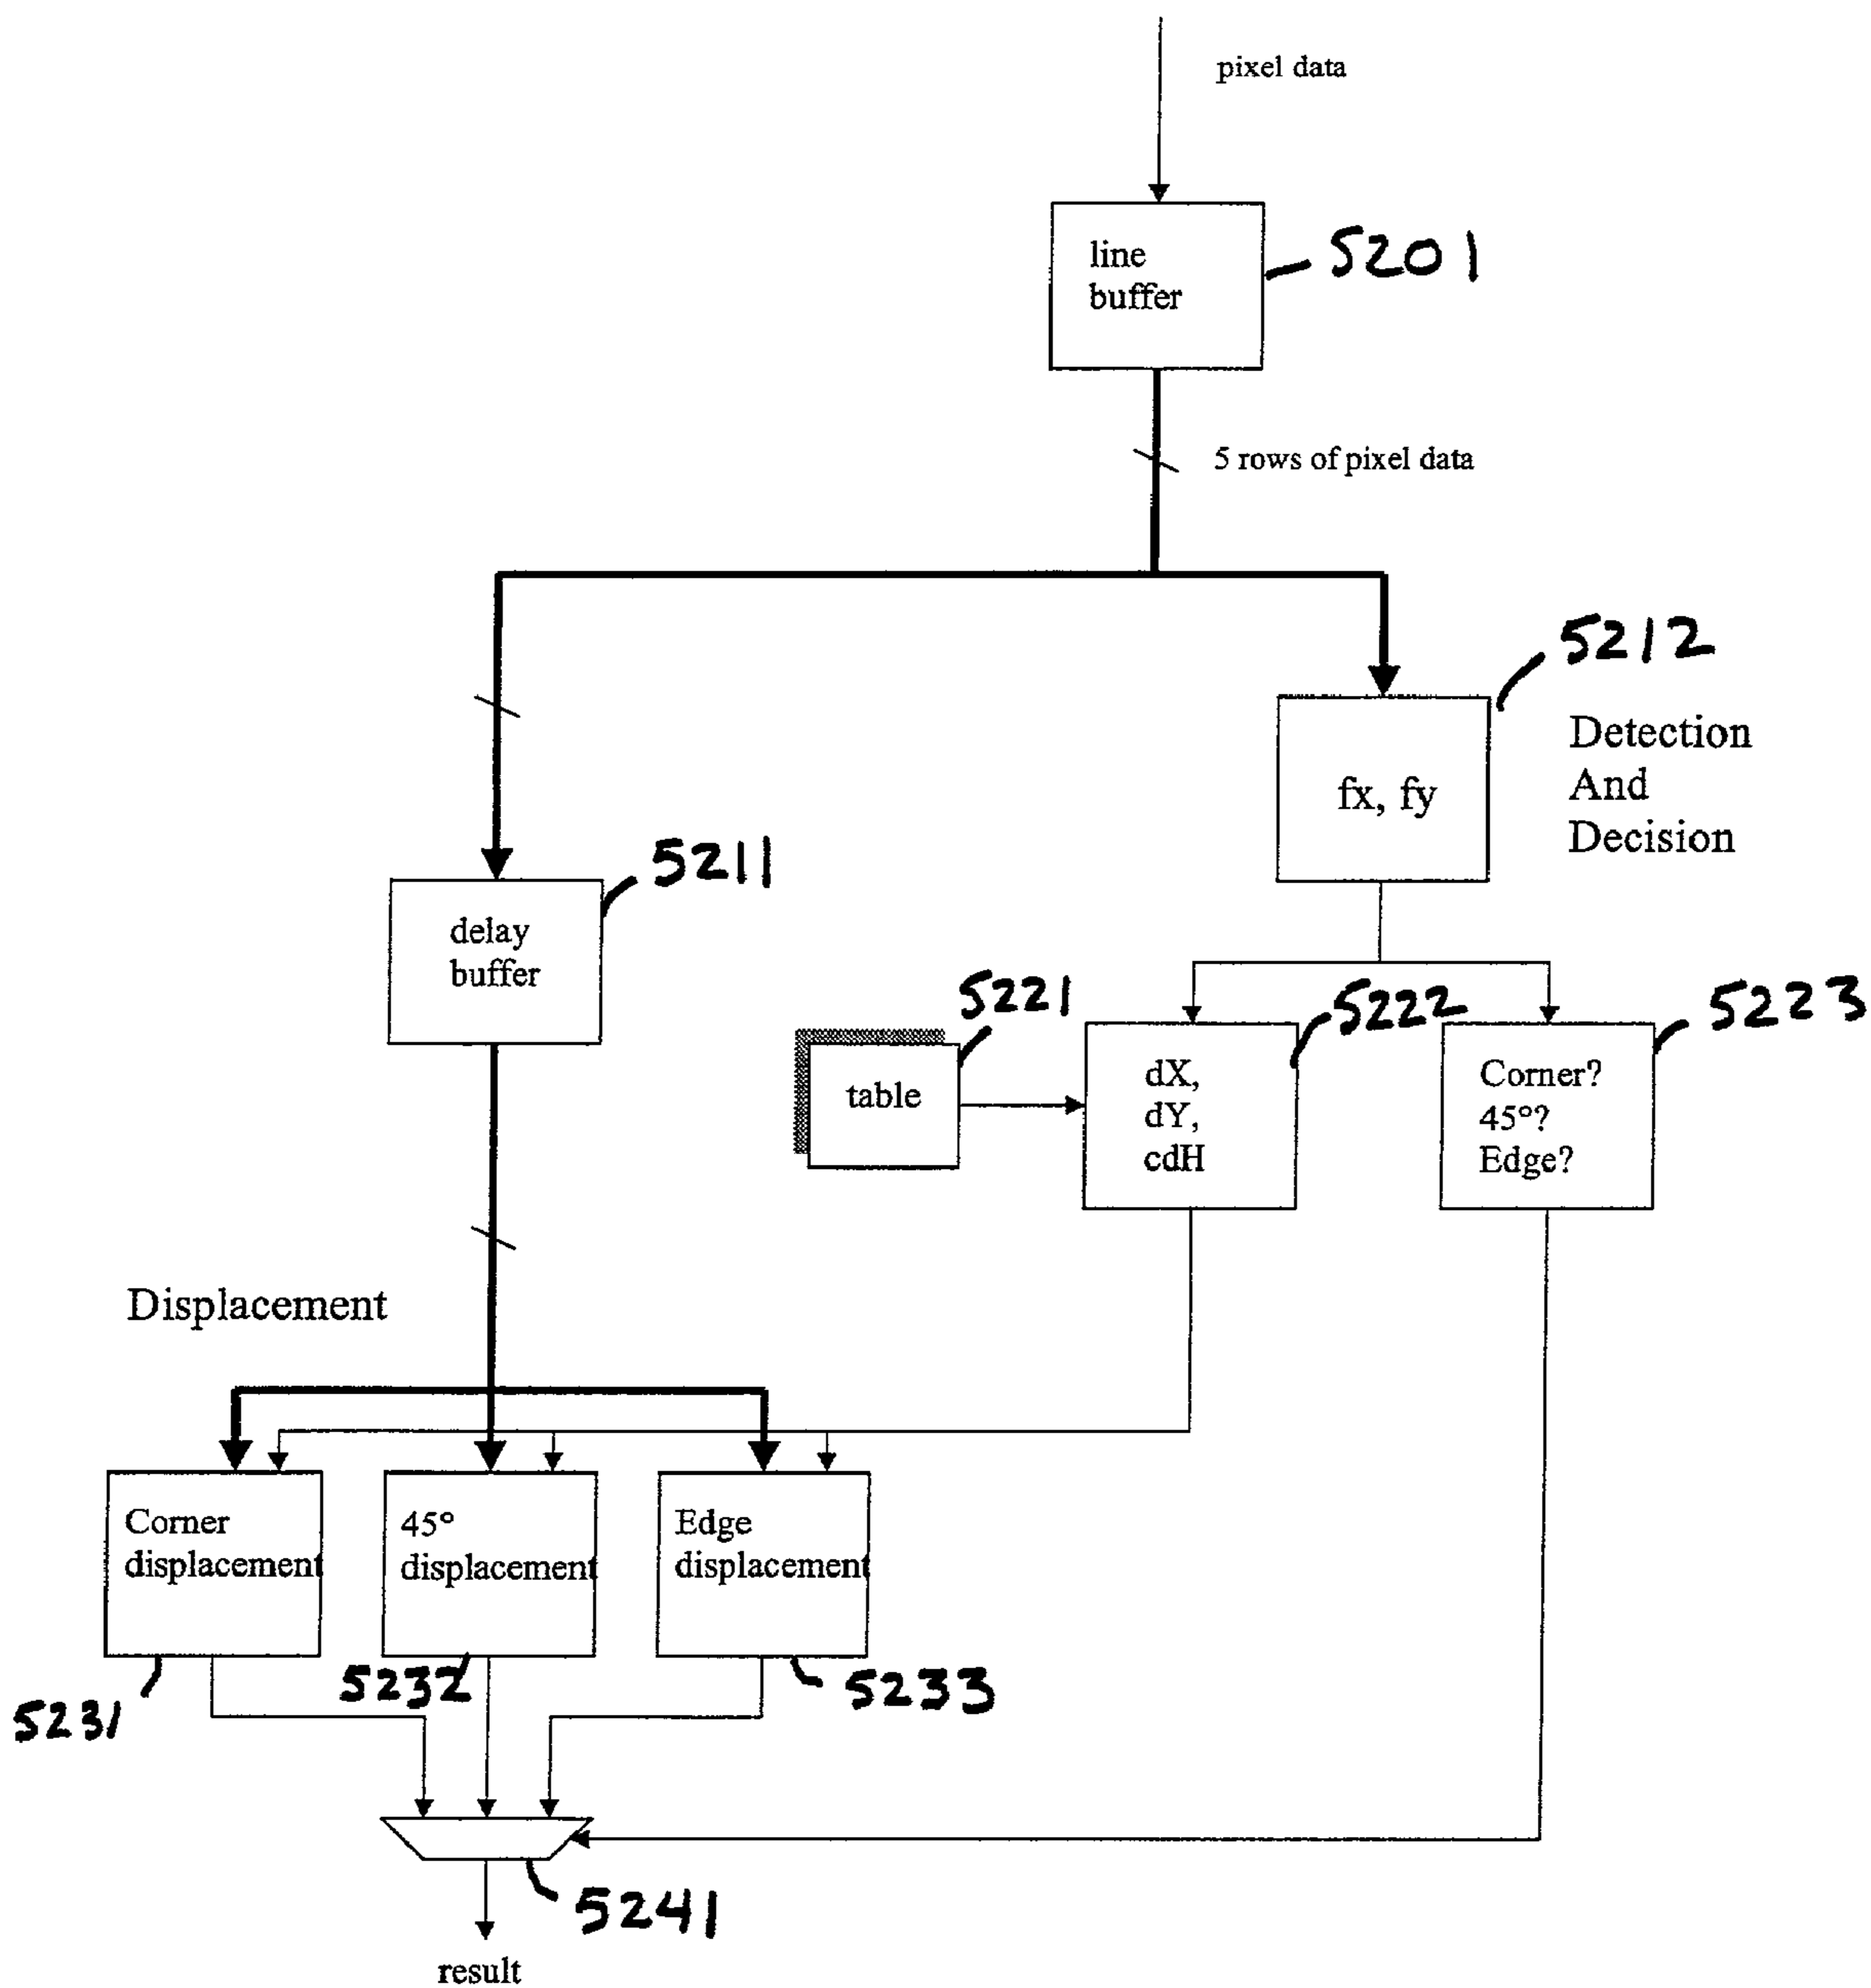 pixel data
line
buffer
5201
5 rows of pixel data
5212
fx, fy
Detection
And
Decision
5211
delay
buffer
5221
table
5222
dX,
dY,
cdH
5223
Corner?
45°?
Edge?
Displacement
Corner
displacement
45°
displacement
Edge
displacement
5231
5232
5233
5241
result